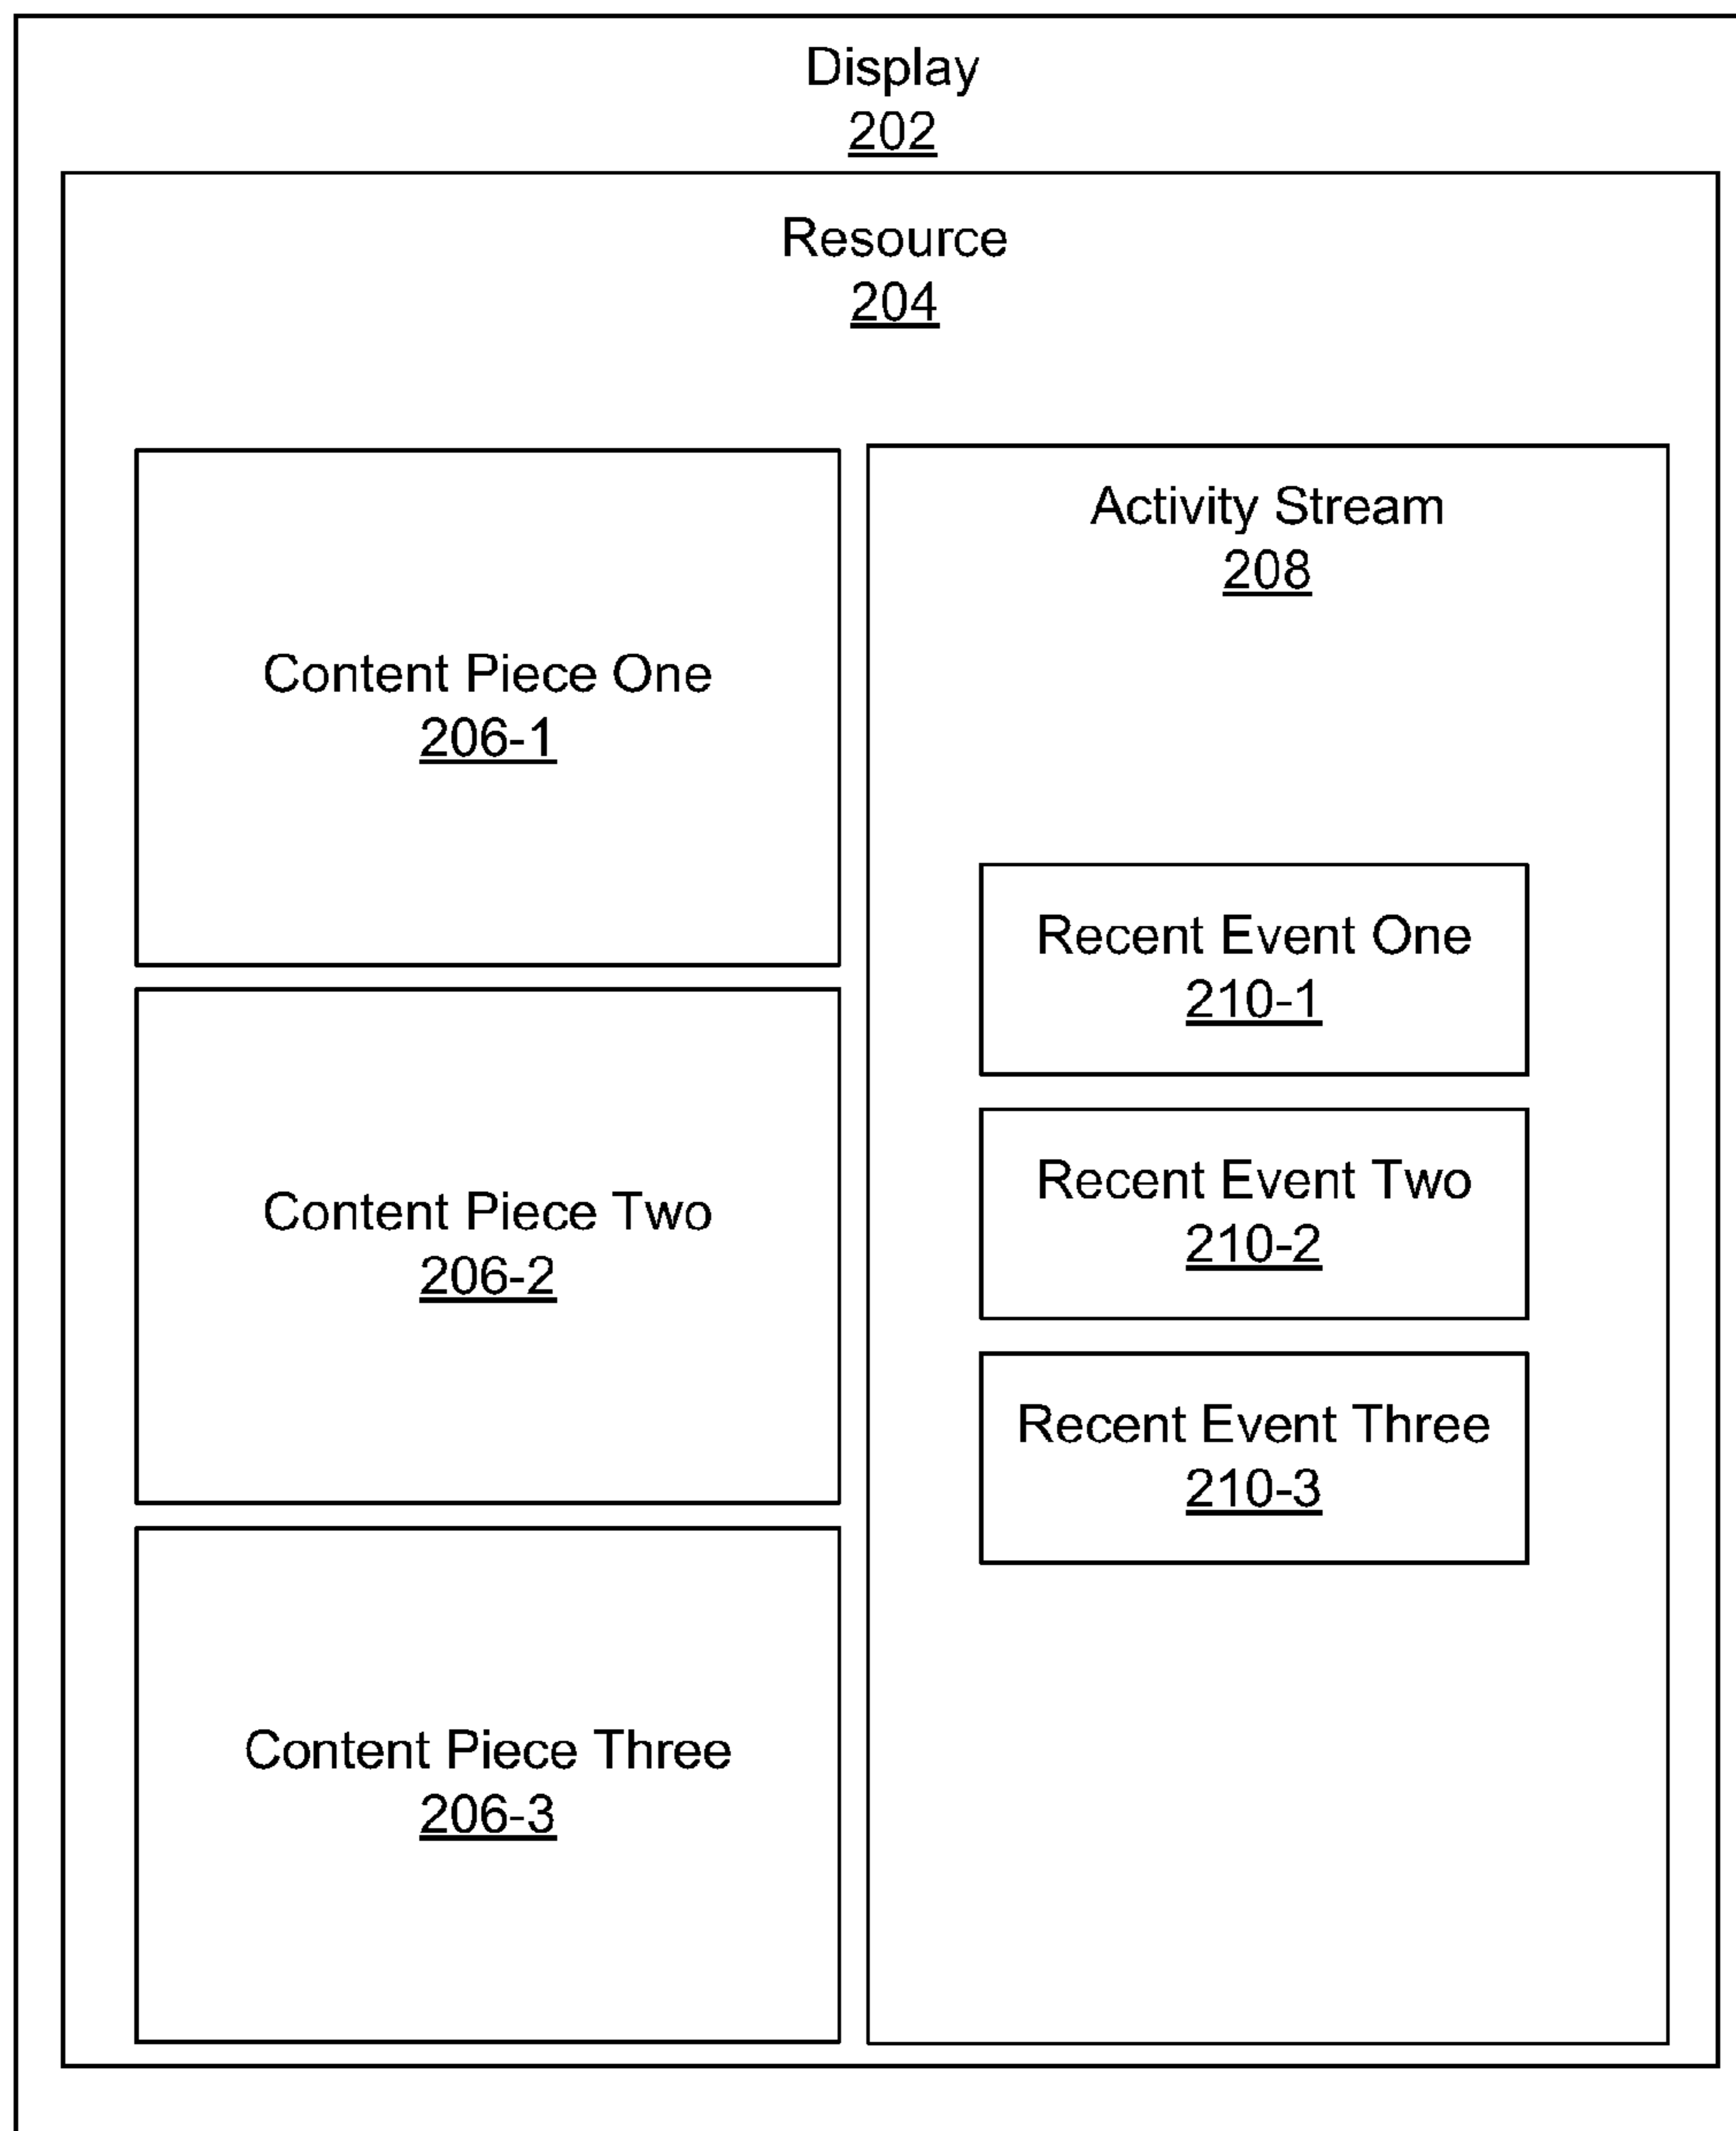 Display
202
Resource
204
Content Piece One
206-1
Content Piece Two
206-2
Content Piece Three
206-3
Activity Stream
208
Recent Event One
210-1
Recent Event Two
210-2
Recent Event Three
210-3